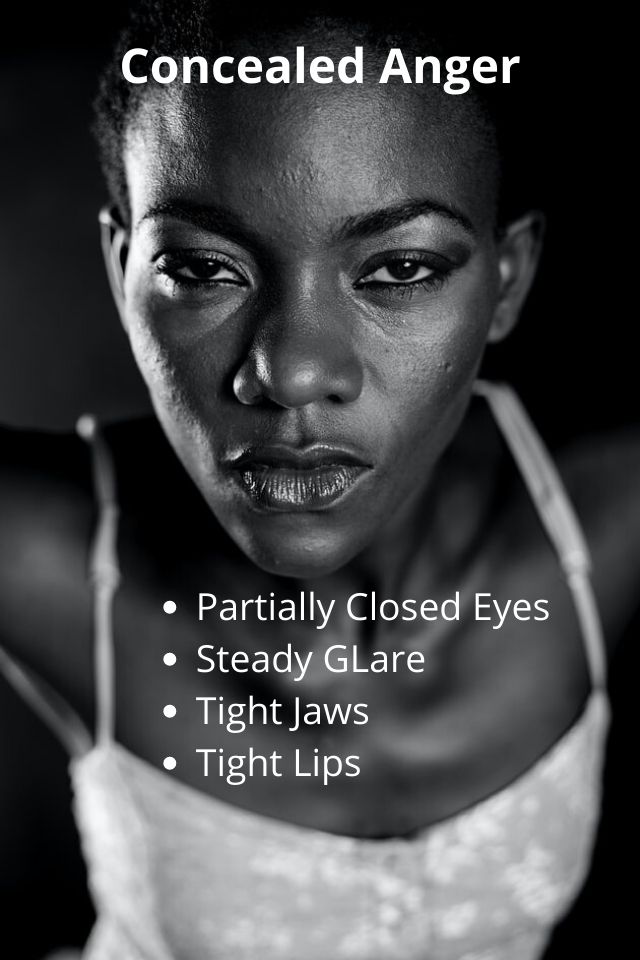 Concealed Anger
• Partially Closed Eyes
• Steady GLare
• Tight Jaws
• Tight Lips